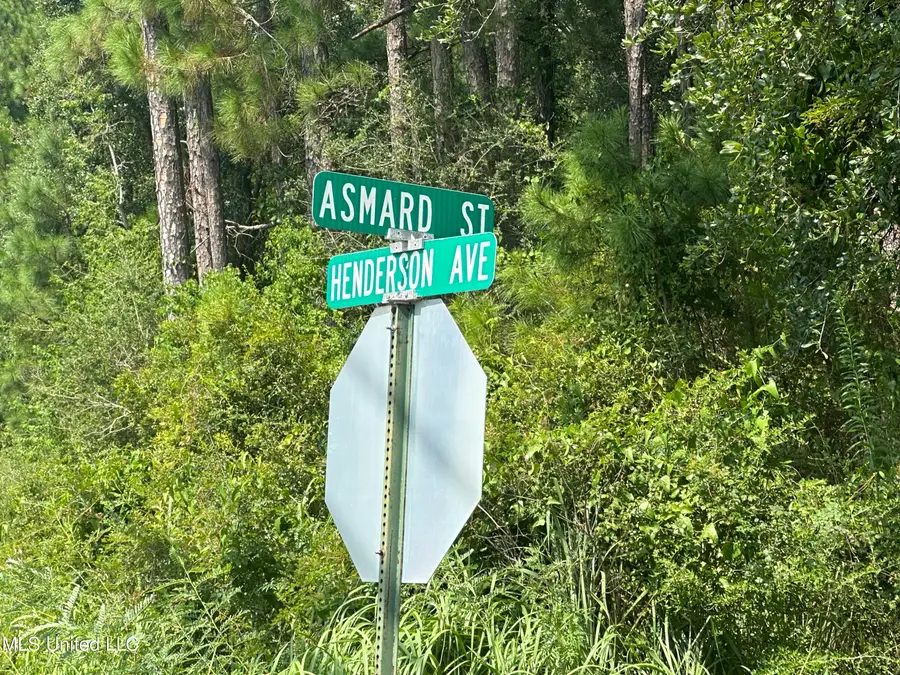 ASMARD ST
HENDERSON AVE
MLS United LLC